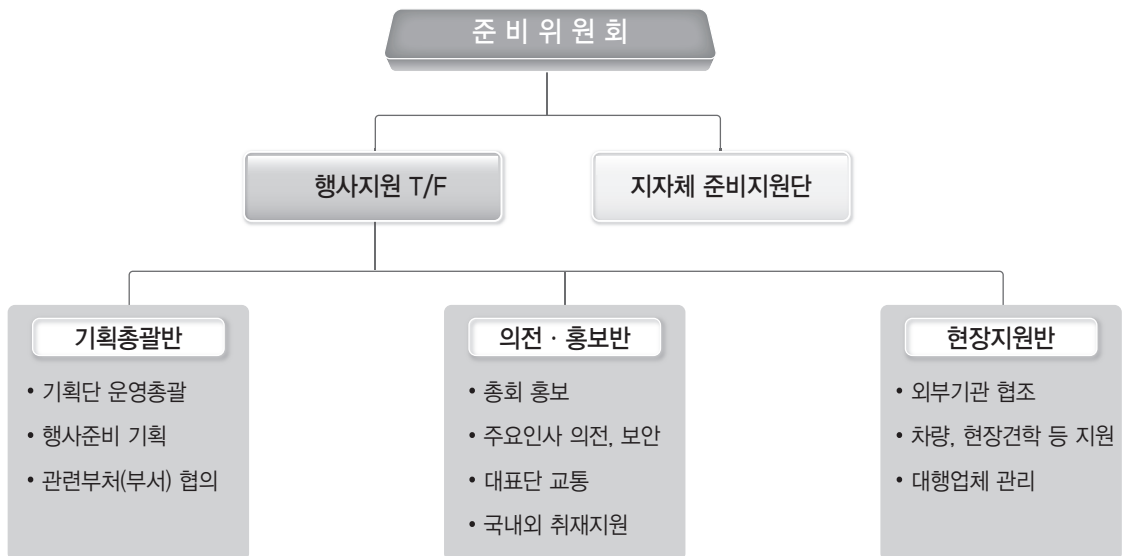 준비위원회
행사지원 T/F
지자체 준비지원단
기획총괄반
• 기획단 운영총괄
• 행사준비 기획
• 관련부처(부서) 협의
의전 · 홍보반
• 총회 홍보
• 주요인사 의전, 보안
• 대표단 교통
• 국내외 취재지원
현장지원반
• 외부기관 협조
• 차량, 현장견학 등 지원
• 대행업체 관리